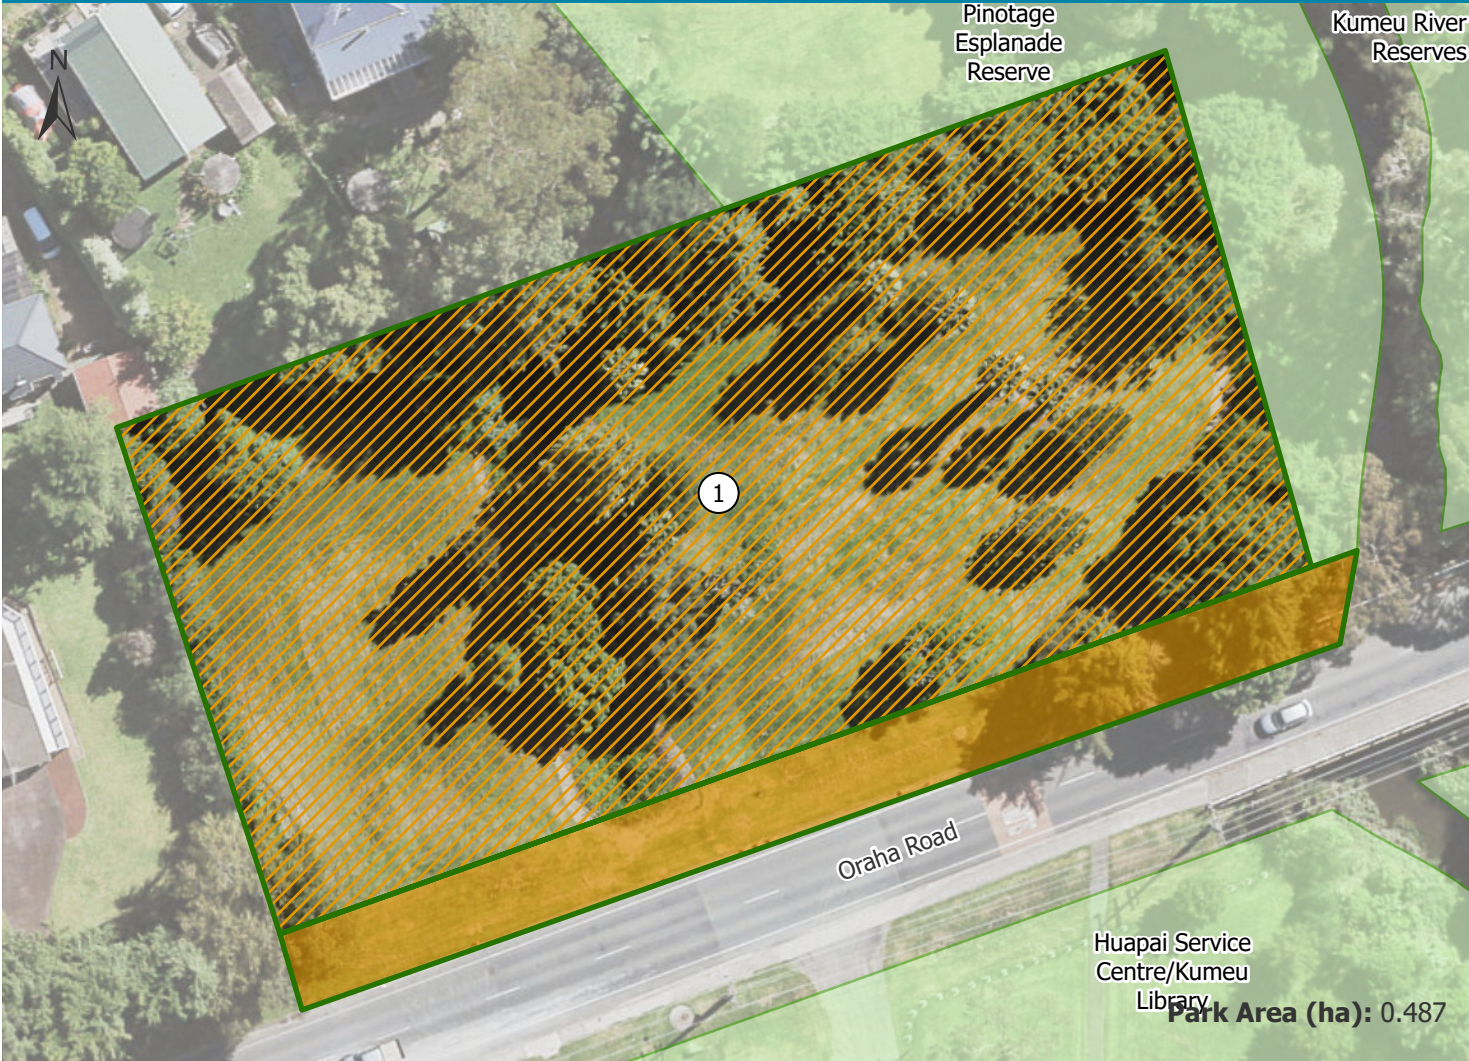 Pinotage
Esplanade
Reserve
Kumeu River
Reserves
N
1
Oraha Road
Huapai Service
Centre/Kumeu
Library
Park Area (ha): 0.487